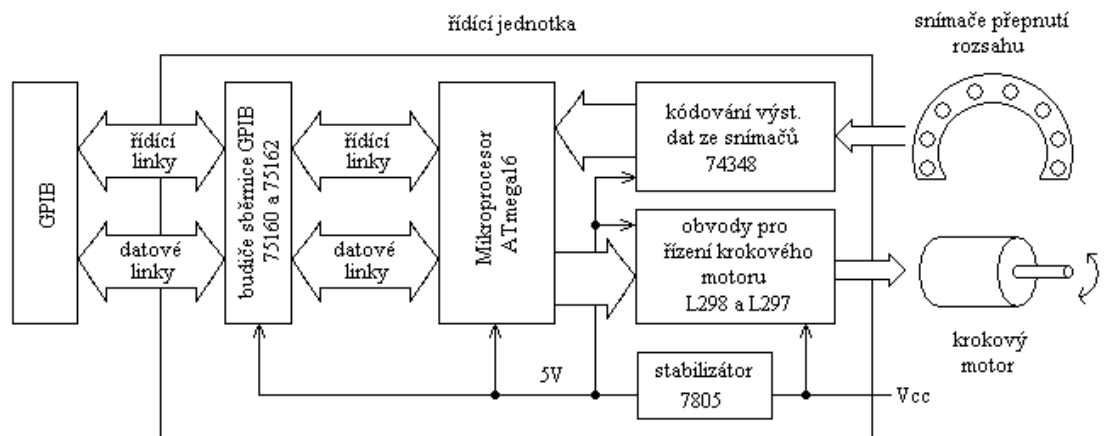 řídící jednotka
snímače přepnutí
rozsahu
GPIB
řídící
linky
datové
linky
budiče sběrnice GPIB
75160 a 75162
řídící
linky
datové
linky
Mikroprocesor
ATmega16
kódování výst.
dat ze snímačů
74348
obvody pro
řízení krokového
motoru
L298 a L297
krokový
motor
5V
stabilizátor
7805
Vcc